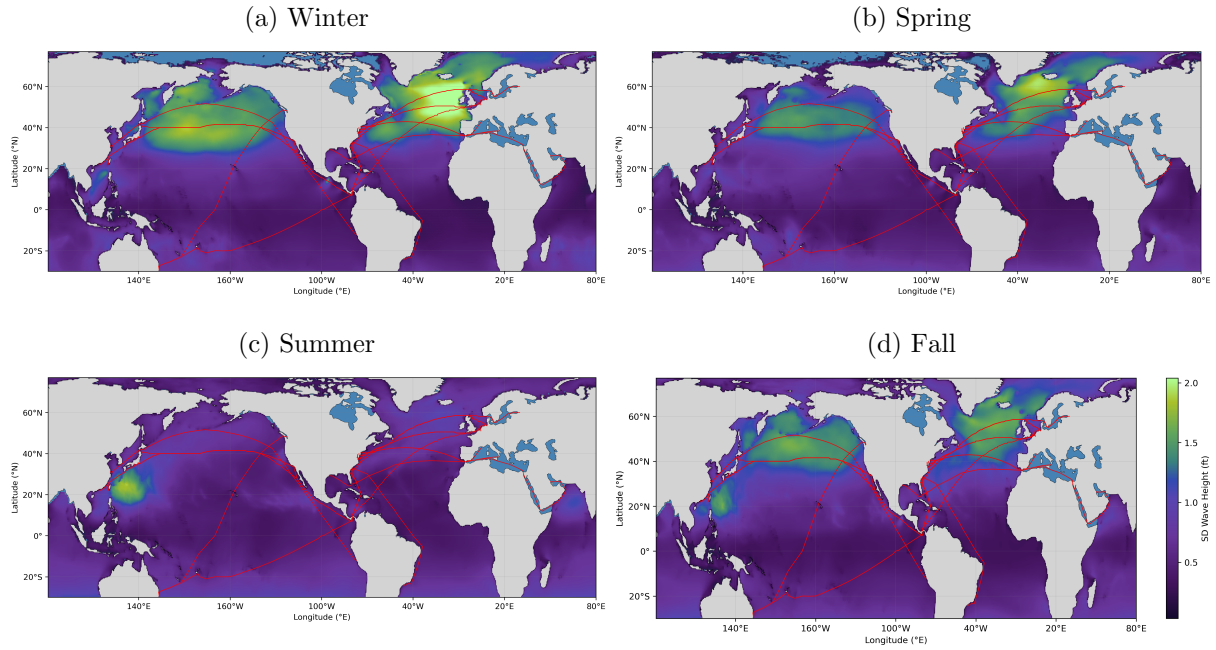 (a) Winter
60°N
40°N
20°N
0°
20°S
Latitude (°N)
140°E 160°W 100°W 40°W 20°E 80°E
Longitude (°E)
(b) Spring
60°N
40°N
20°N
0°
20°S
Latitude (°N)
140°E 160°W 100°W 40°W 20°E 80°E
Longitude (°E)
(c) Summer
60°N
40°N
20°N
0°
20°S
Latitude (°N)
140°E 160°W 100°W 40°W 20°E 80°E
Longitude (°E)
(d) Fall
60°N
40°N
20°N
0°
20°S
Latitude (°N)
140°E 160°W 100°W 40°W 20°E 80°E
Longitude (°E)
2.0
1.5
1.0
0.5
SD Wave Height (ft)